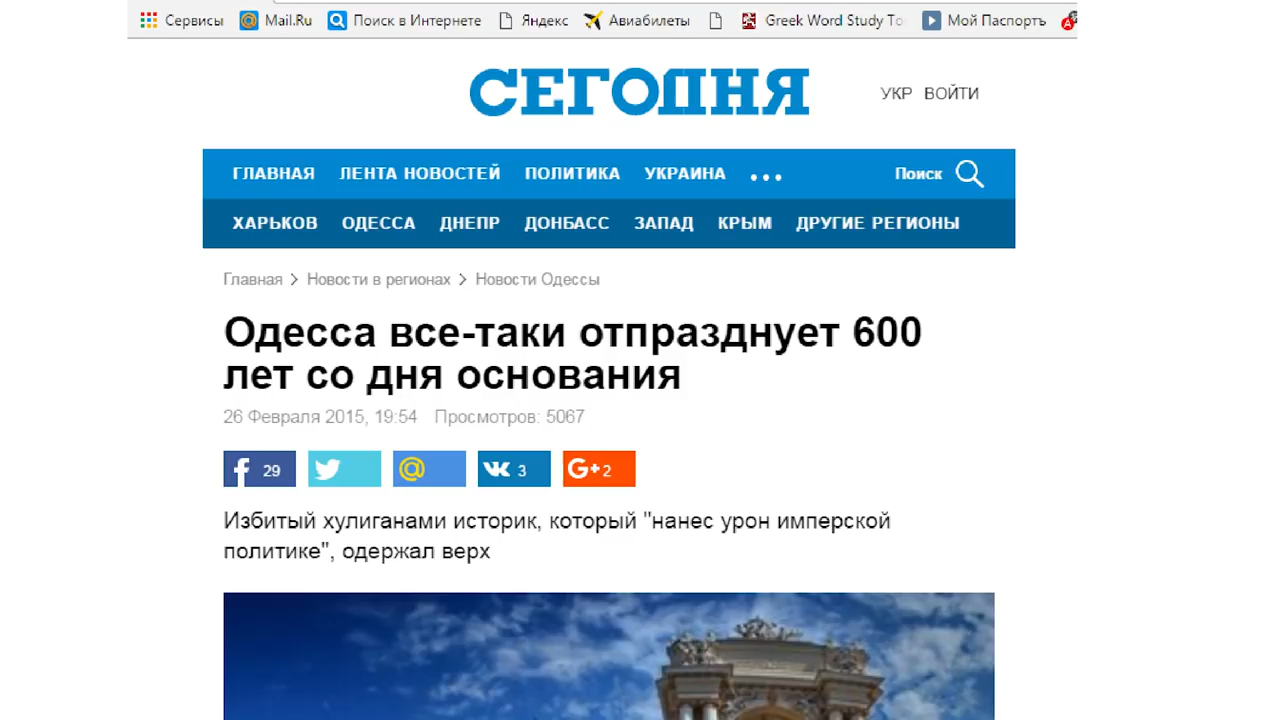 Сервисы Mail.Ru Поиск в Интернете Яндекс Авиабилеты Greek Word Study Мой Паспортъ
СЕГОДНЯ
УКР ВОЙТИ
ГЛАВНАЯ ЛЕНТА НОВОСТЕЙ ПОЛИТИКА УКРАИНА ... Поиск
ХАРЬКОВ ОДЕССА ДНЕПР ДОНБАСС ЗАПАД КРЫМ ДРУГИЕ РЕГИОНЫ
Главная > Новости в регионах > Новости Одессы
Одесса все-таки отпразднует 600
лет со дня основания
26 Февраля 2015, 19:54 Просмотров: 5067
29 3 G+ 2
Избитый хулиганами историк, который "нанес урон имперской
политике", одержал верх